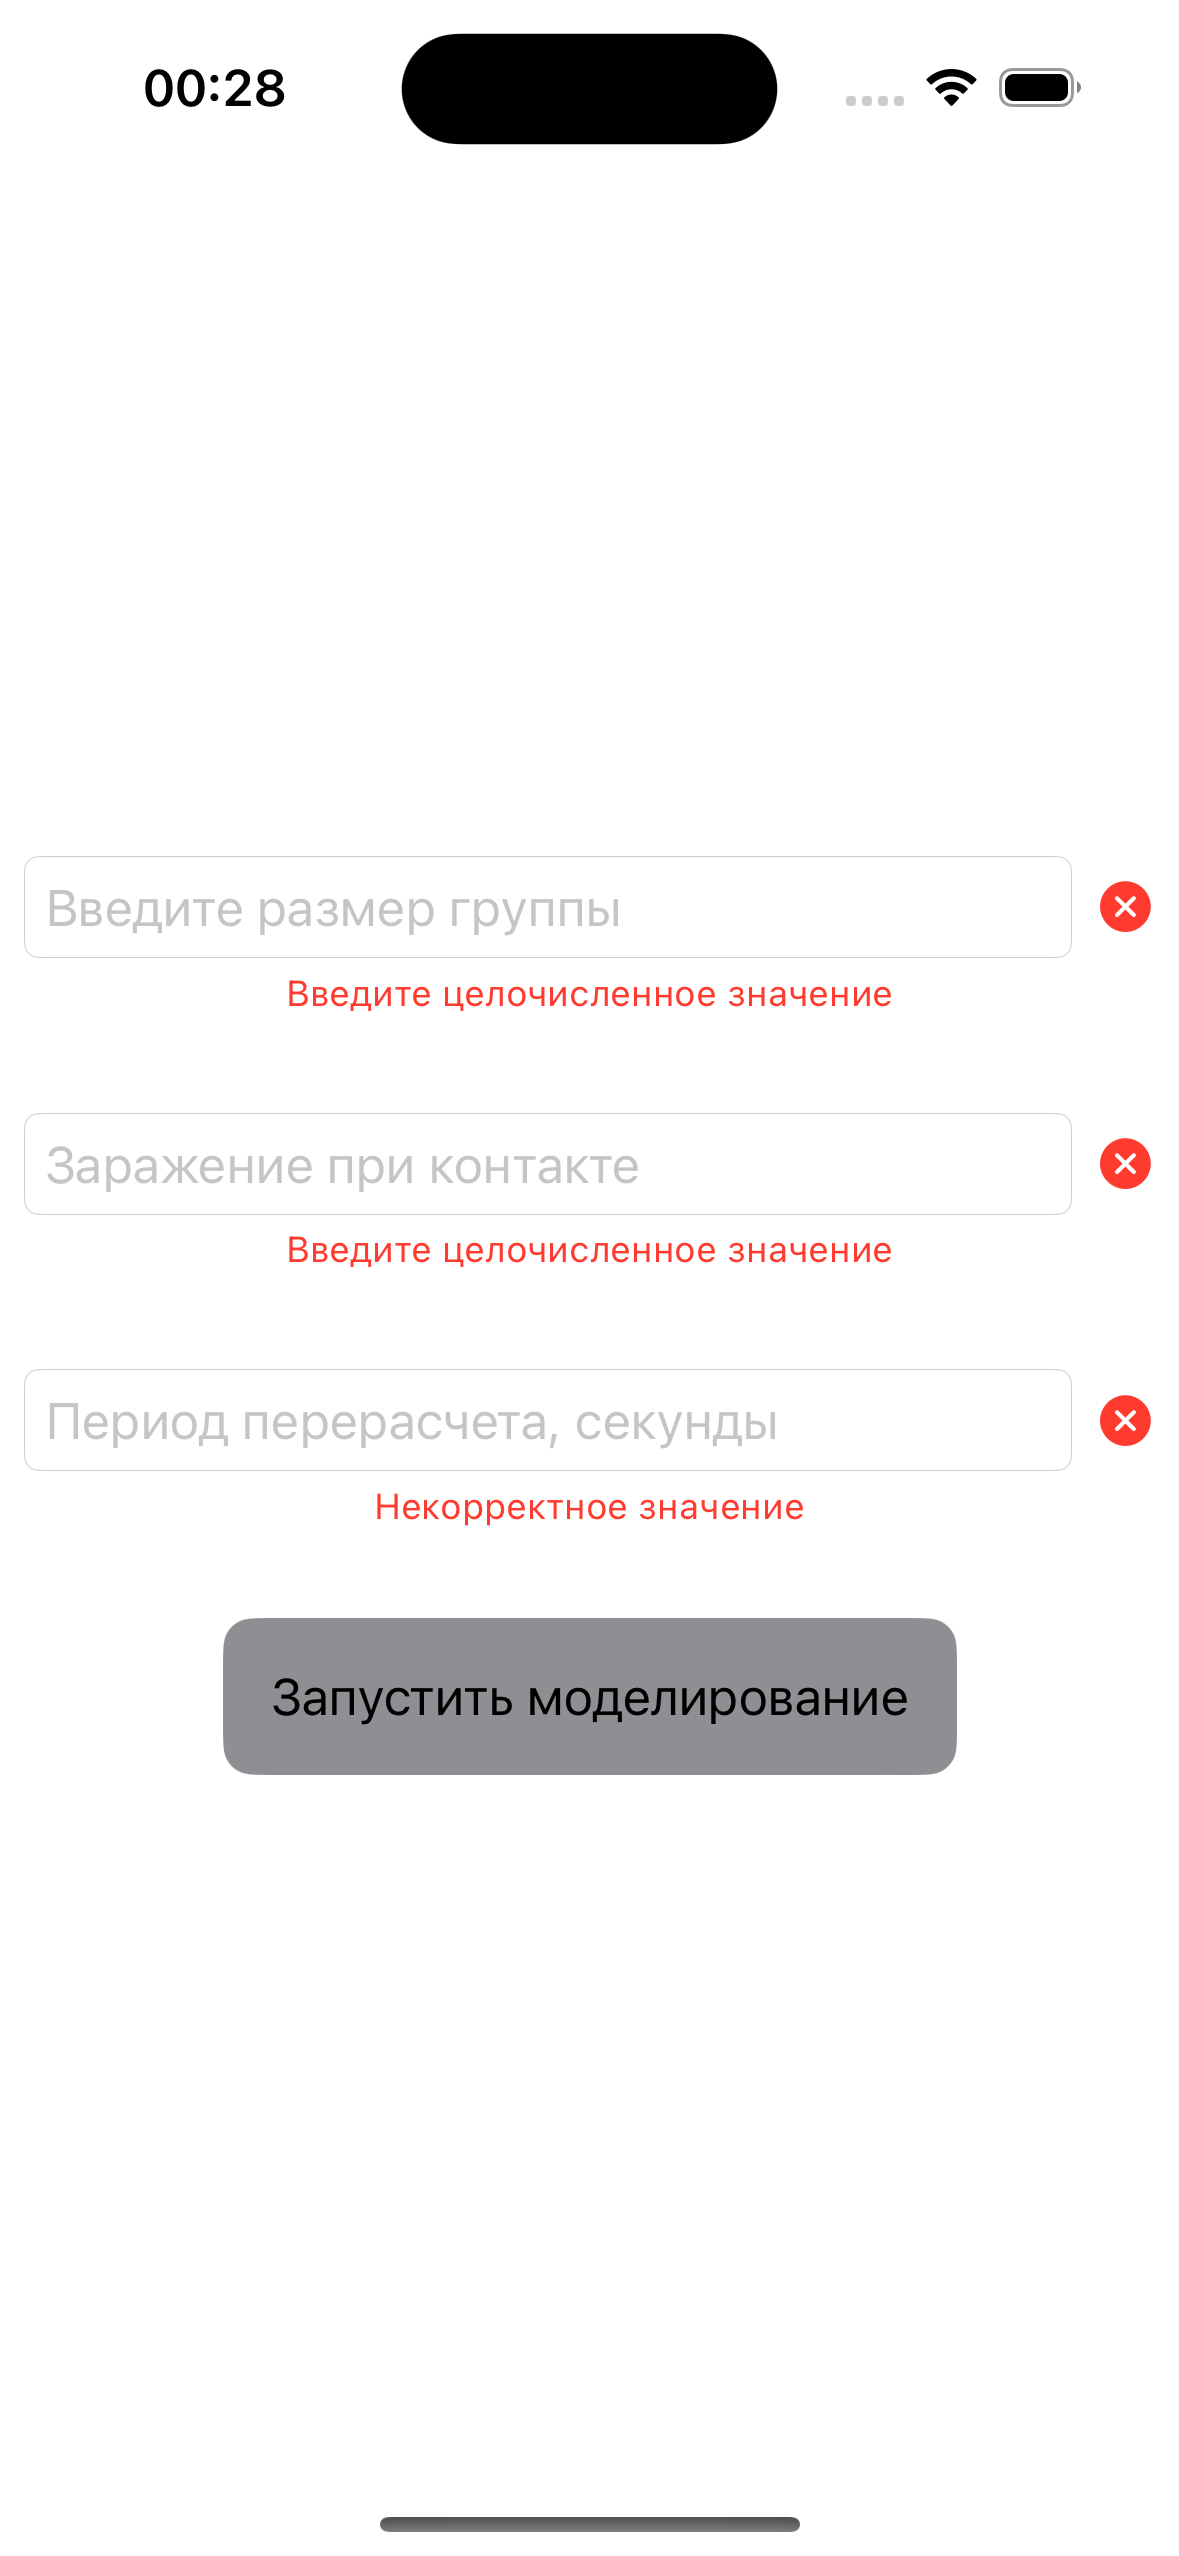 00:28
Введите размер группы
Введите целочисленное значение
Заражение при контакте
Введите целочисленное значение
Период перерасчета, секунды
Некорректное значение
Запустить моделирование